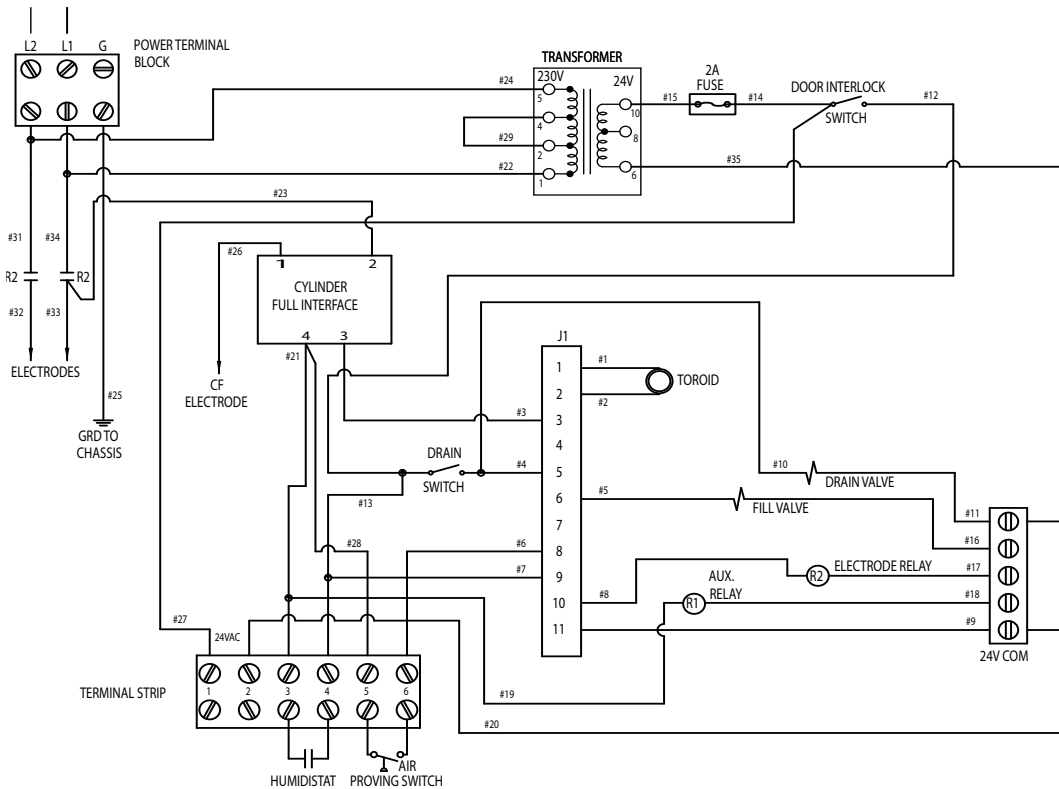 L2 L1 G
POWER TERMINAL
BLOCK
TRANSFORMER
230V 24V
5
4
2
1
10
8
6
#24
#29
#22
#15
2A
FUSE
#14
DOOR INTERLOCK
SWITCH
#12
#35
#23
#31
#34
#26
R2
R2
#32
#33
ELECTRODES
#25
GRD TO
CHASSIS
1 2
CYLINDER
FULL INTERFACE
4 3
#21
CF
ELECTRODE
J1
1
2
3
4
5
6
7
8
9
10
11
#1
TOROID
#2
#3
DRAIN
SWITCH
#4
#13
#10
DRAIN VALVE
#5
FILL VALVE
#11
#16
#28
#6
#7
R2
ELECTRODE RELAY
#17
#8
AUX.
RELAY
R1
#18
#9
24V COM
#27
24VAC
TERMINAL STRIP
1 2 3 4 5 6
#19
#20
HUMIDISTAT
AIR
PROVING SWITCH